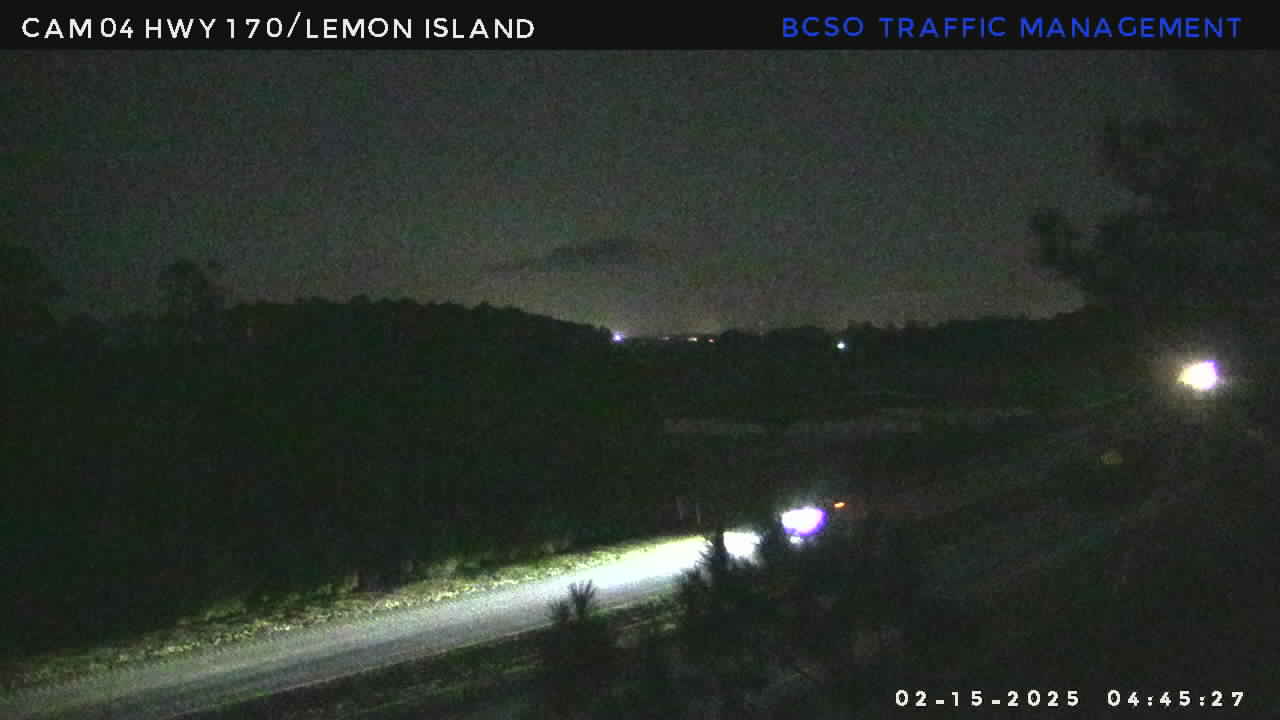 CAM04 HWY 170/LEMON ISLAND
BCSO TRAFFIC MANAGEMENT
02-15-2025 04:45:27